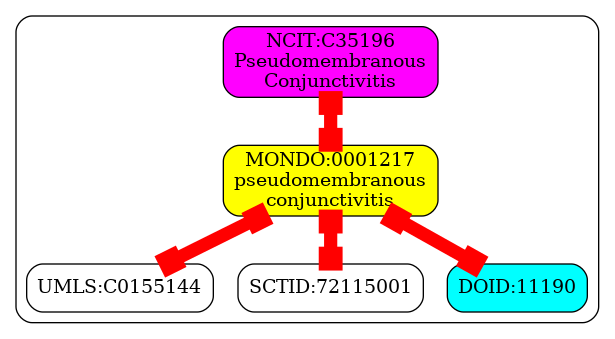 NCIT:C35196
Pseudomembranous
Conjunctivitis
MONDO:0001217
pseudomembranous
conjunctivitis
UMLS:C0155144
SCTID:72115001
DOID:11190